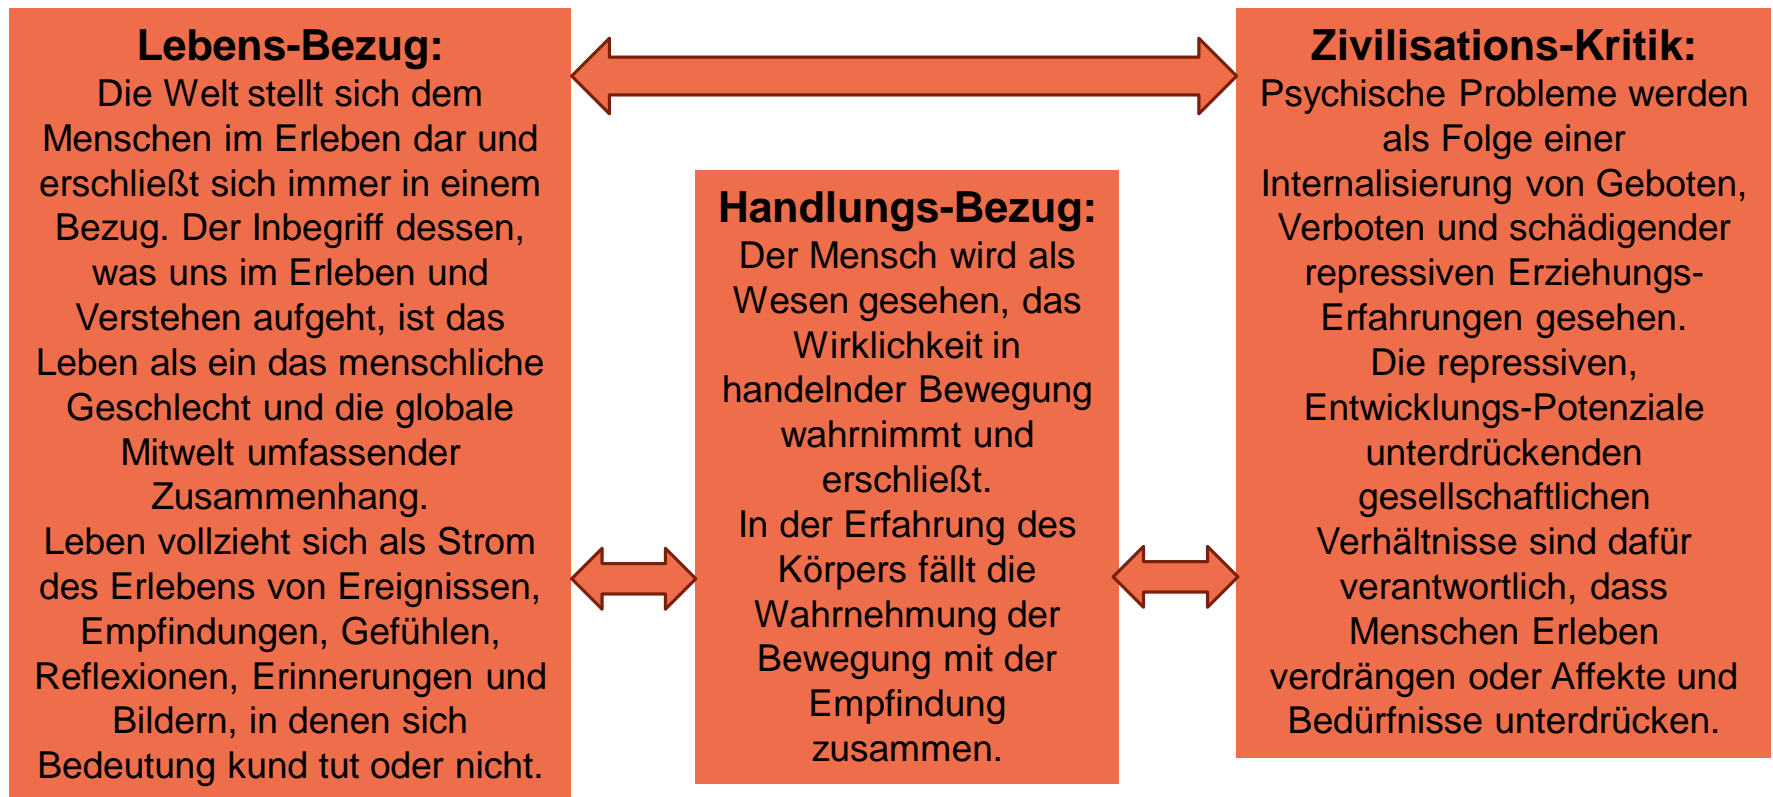 Lebens-Bezug:
Die Welt stellt sich dem
Menschen im Erleben dar und
erschließt sich immer in einem
Bezug. Der Inbegriff dessen,
was uns im Erleben und
Verstehen aufgeht, ist das
Leben als ein das menschliche
Geschlecht und die globale
Mitwelt umfassender
Zusammenhang.
Leben vollzieht sich als Strom
des Erlebens von Ereignissen,
Empfindungen, Gefühlen,
Reflexionen, Erinnerungen und
Bildern, in denen sich
Bedeutung kund tut oder nicht.
Handlungs-Bezug:
Der Mensch wird als
Wesen gesehen, das
Wirklichkeit in
handelnder Bewegung
wahrnimmt und
erschließt.
In der Erfahrung des
Körpers fällt die
Wahrnehmung der
Bewegung mit der
Empfindung
zusammen.
Zivilisations-Kritik:
Psychische Probleme werden
als Folge einer
Internalisierung von Geboten,
Verboten und schädigender
repressiven Erziehungs-
Erfahrungen gesehen.
Die repressiven,
Entwicklungs-Potenziale
unterdrückenden
gesellschaftlichen
Verhältnisse sind dafür
verantwortlich, dass
Menschen Erleben
verdrängen oder Affekte und
Bedürfnisse unterdrücken.